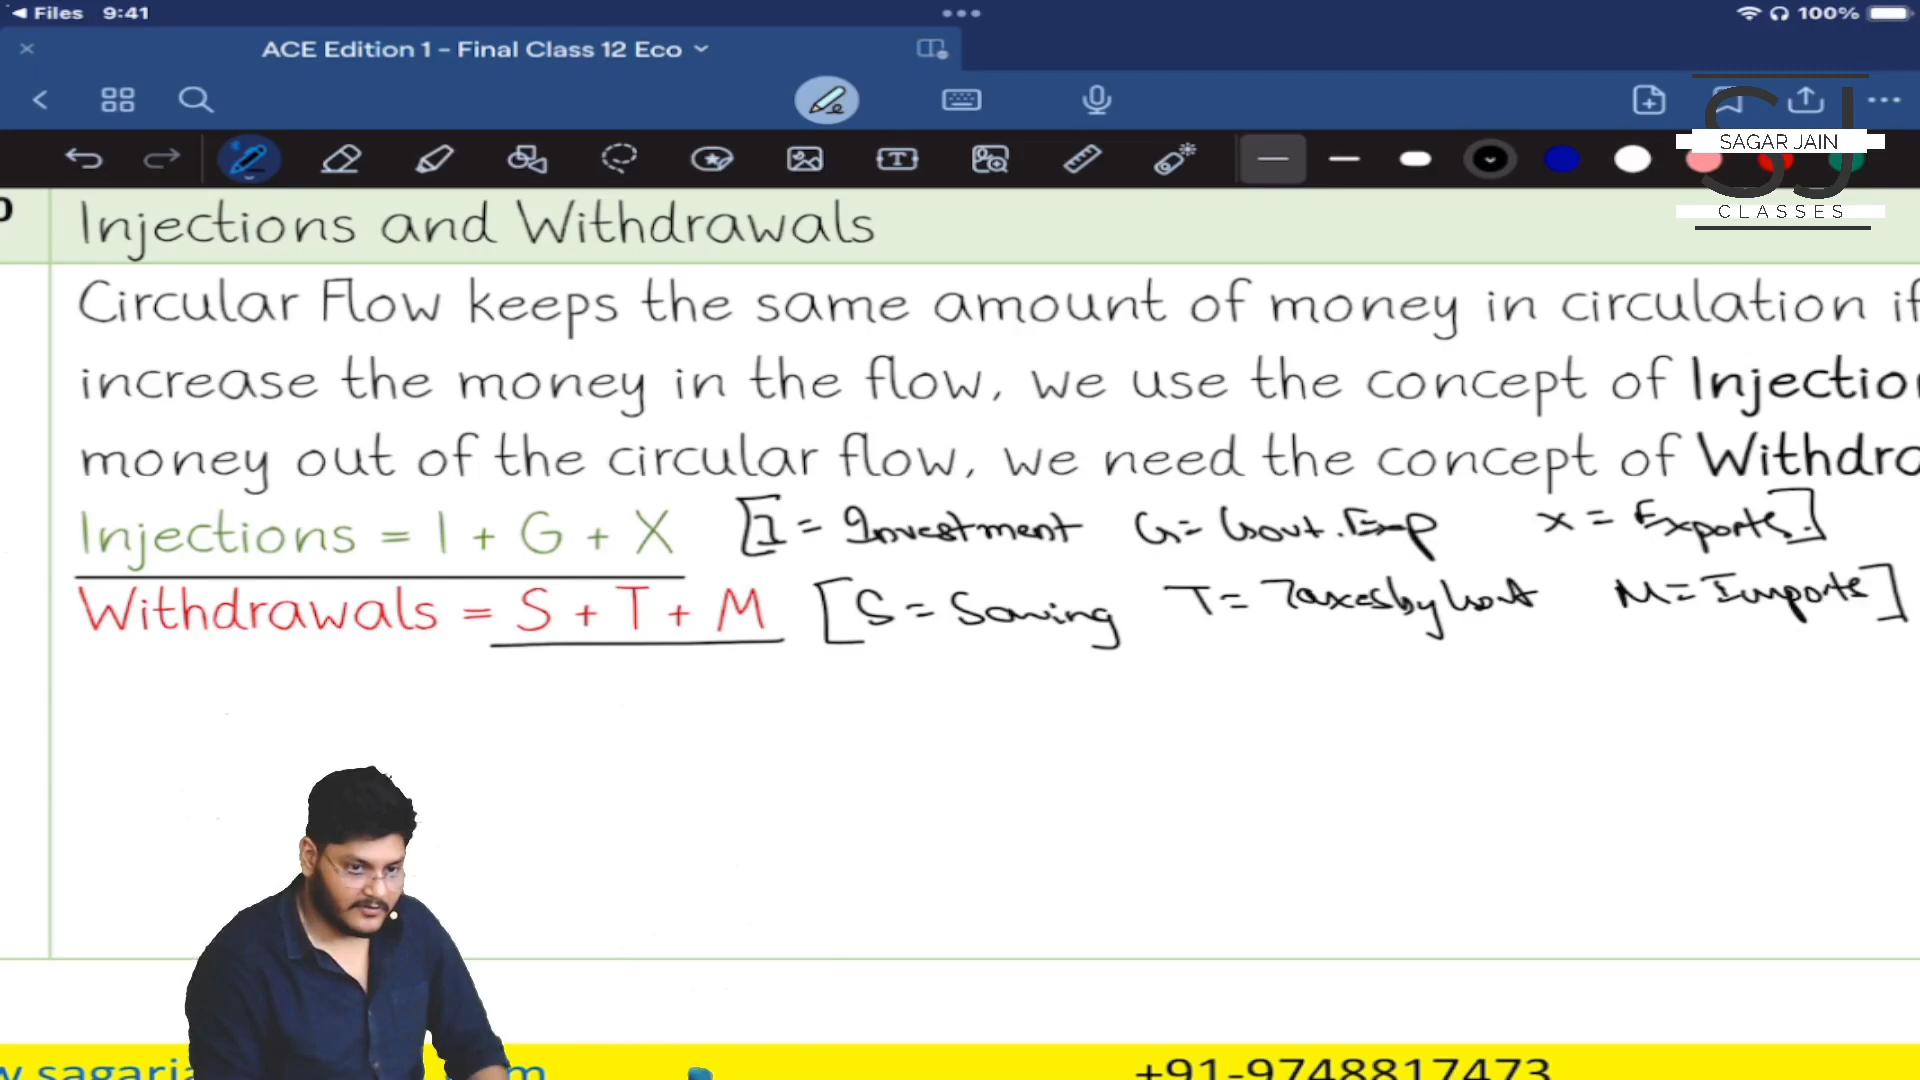 Files 9:41 100%
ACE Edition 1 - Final Class 12 Eco
SAGAR JAIN
SJ
CLASSES
Injections and Withdrawals
Circular Flow keeps the same amount of money in circulation if
increase the money in the flow, we use the concept of Injection
money out of the circular flow, we need the concept of Withdra
Injections = I + G + X [I = Investment G = Govt. Exp X = Exports.]
Withdrawals = S + T + M [S = Saving T = Taxes by Govt M = Imports]
+91-9748817473